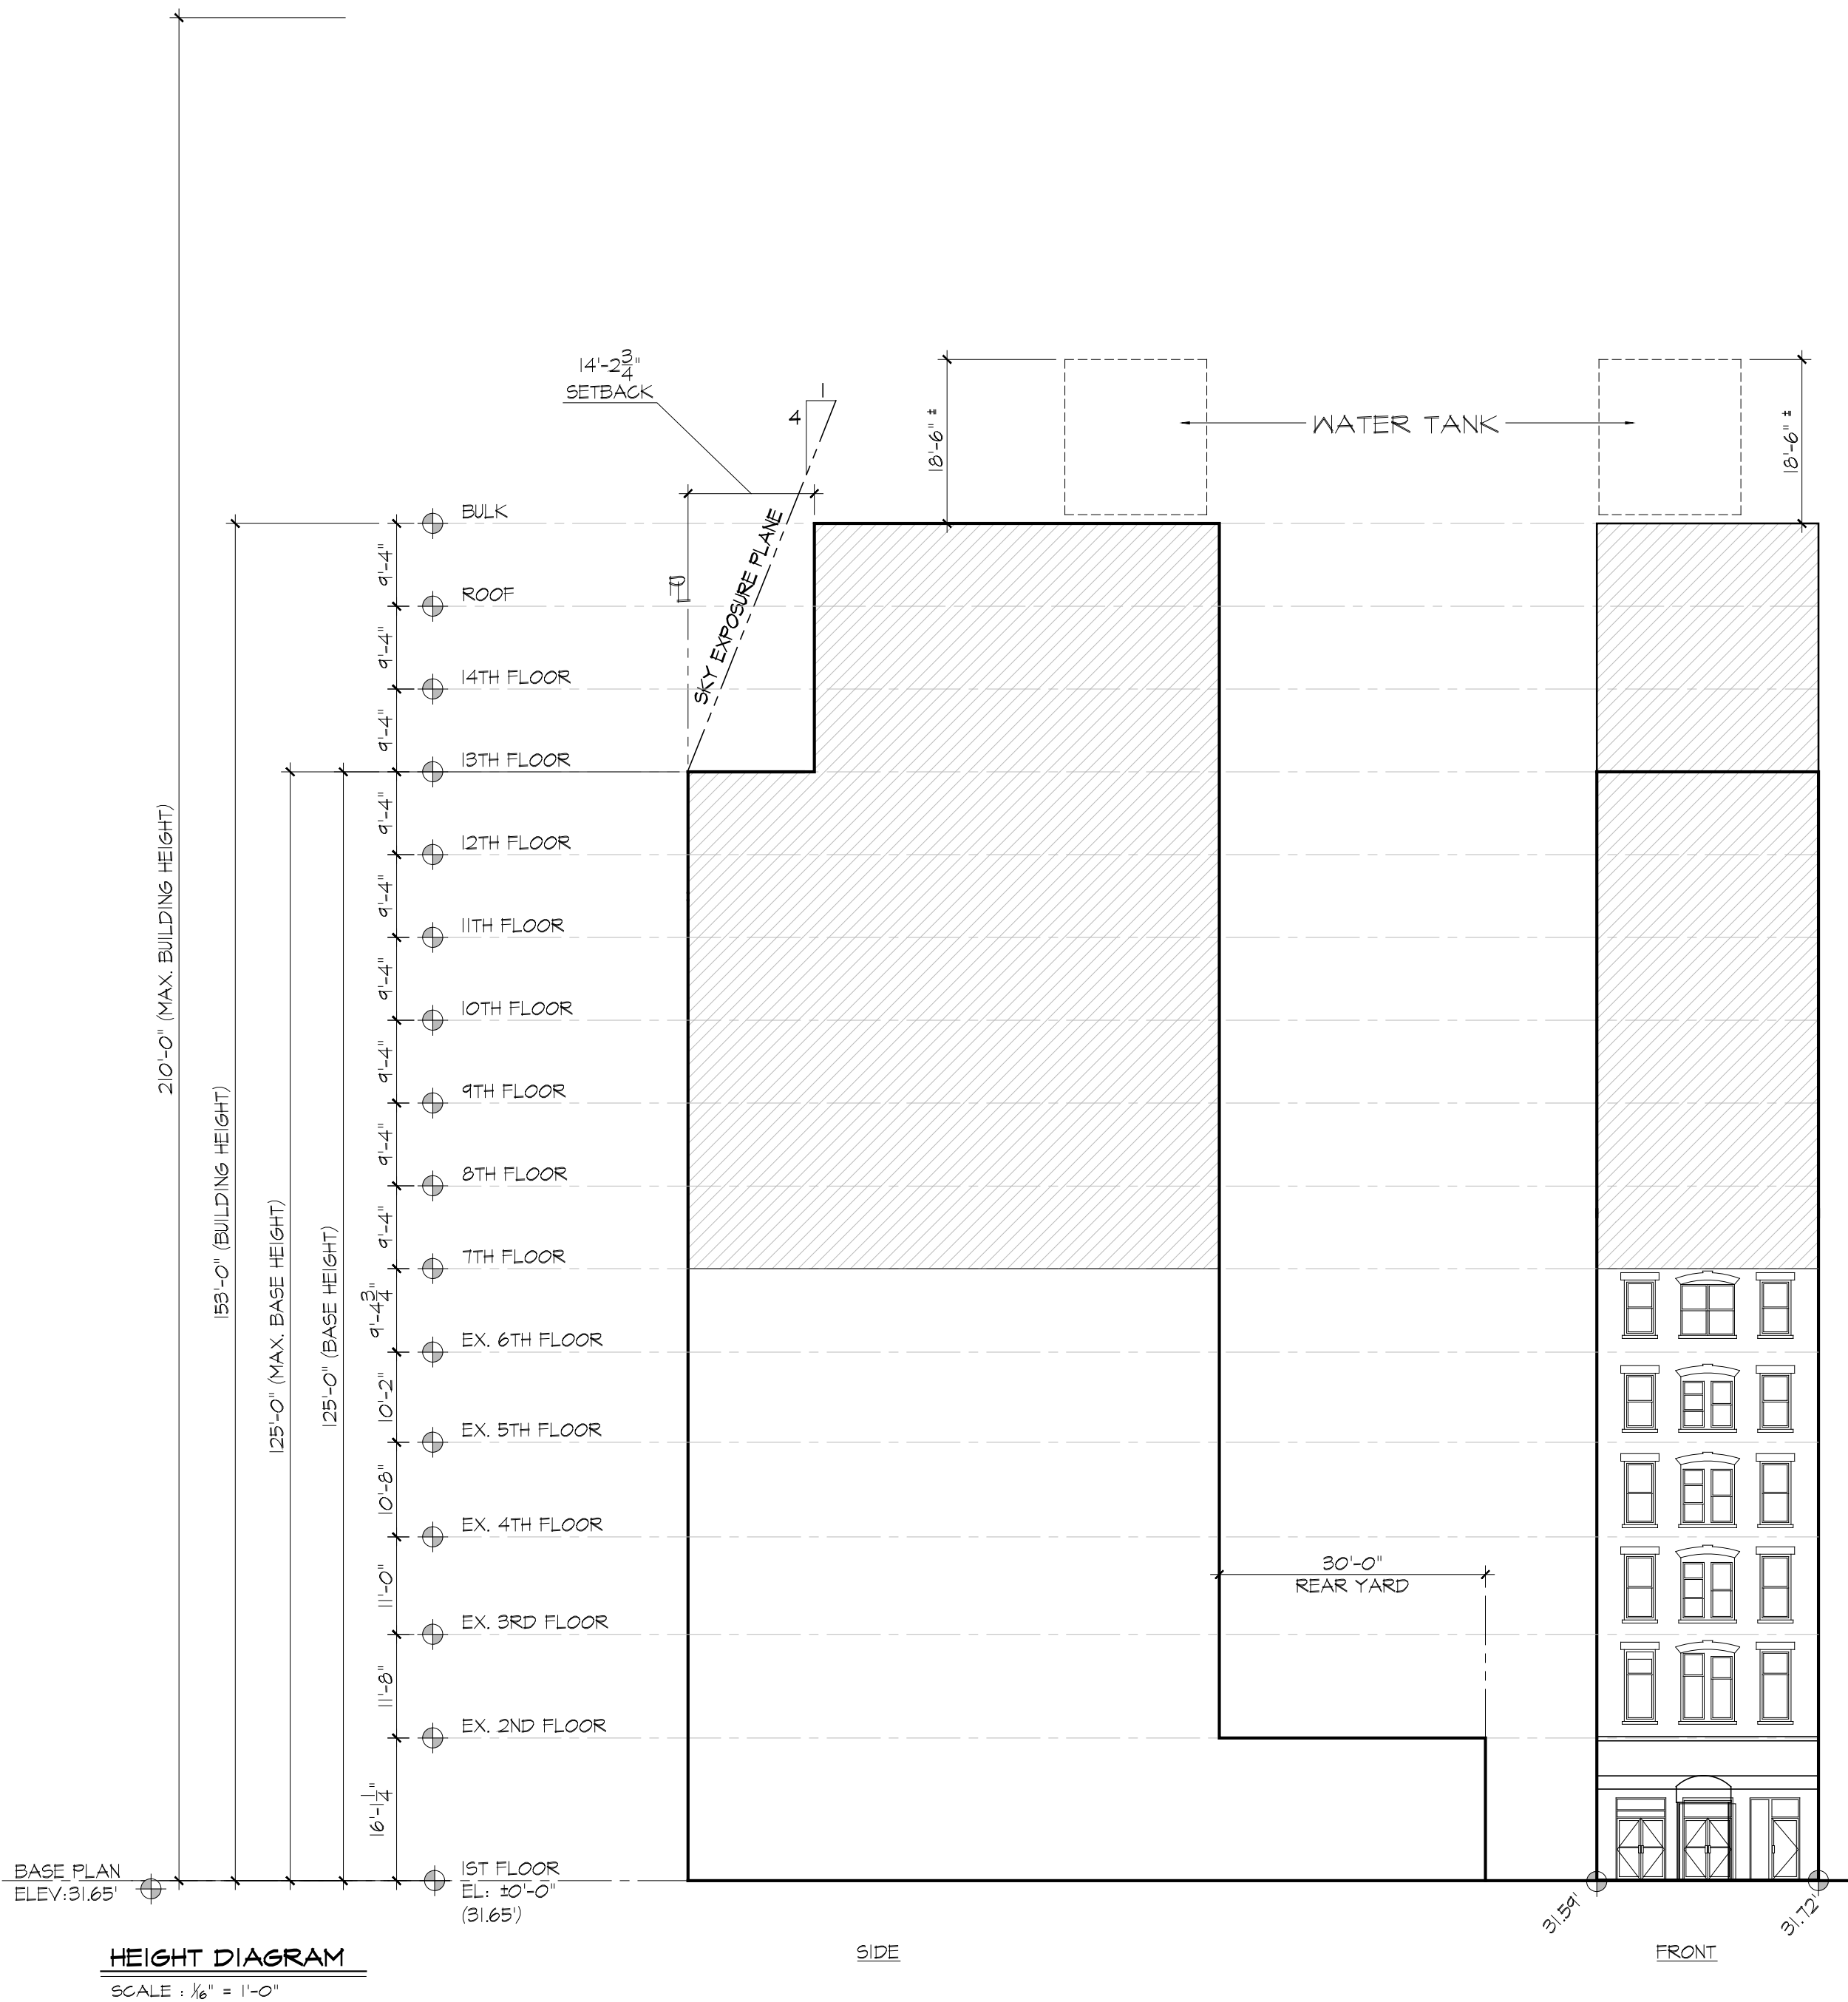 14'-2 3/4"
SETBACK
1
4
18'-6" ±
WATER TANK
18'-6" ±
SKY EXPOSURE PLANE
BULK
9'-4"
ROOF
9'-4"
14TH FLOOR
9'-4"
13TH FLOOR
9'-4"
12TH FLOOR
9'-4"
11TH FLOOR
9'-4"
10TH FLOOR
9'-4"
9TH FLOOR
9'-4"
8TH FLOOR
9'-4"
7TH FLOOR
9'-4 3/4"
EX. 6TH FLOOR
10'-2"
EX. 5TH FLOOR
10'-8"
EX. 4TH FLOOR
11'-0"
EX. 3RD FLOOR
11'-8"
EX. 2ND FLOOR
16'-1 1/4"
1ST FLOOR
EL: ±0'-0"
(31.65')
210'-0" (MAX. BUILDING HEIGHT)
153'-0" (BUILDING HEIGHT)
125'-0" (MAX. BASE HEIGHT)
125'-0" (BASE HEIGHT)
30'-0"
REAR YARD
BASE PLAN
ELEV:31.65'
31.59'
31.72'
SIDE
FRONT
HEIGHT DIAGRAM
SCALE : 1/16" = 1'-0"